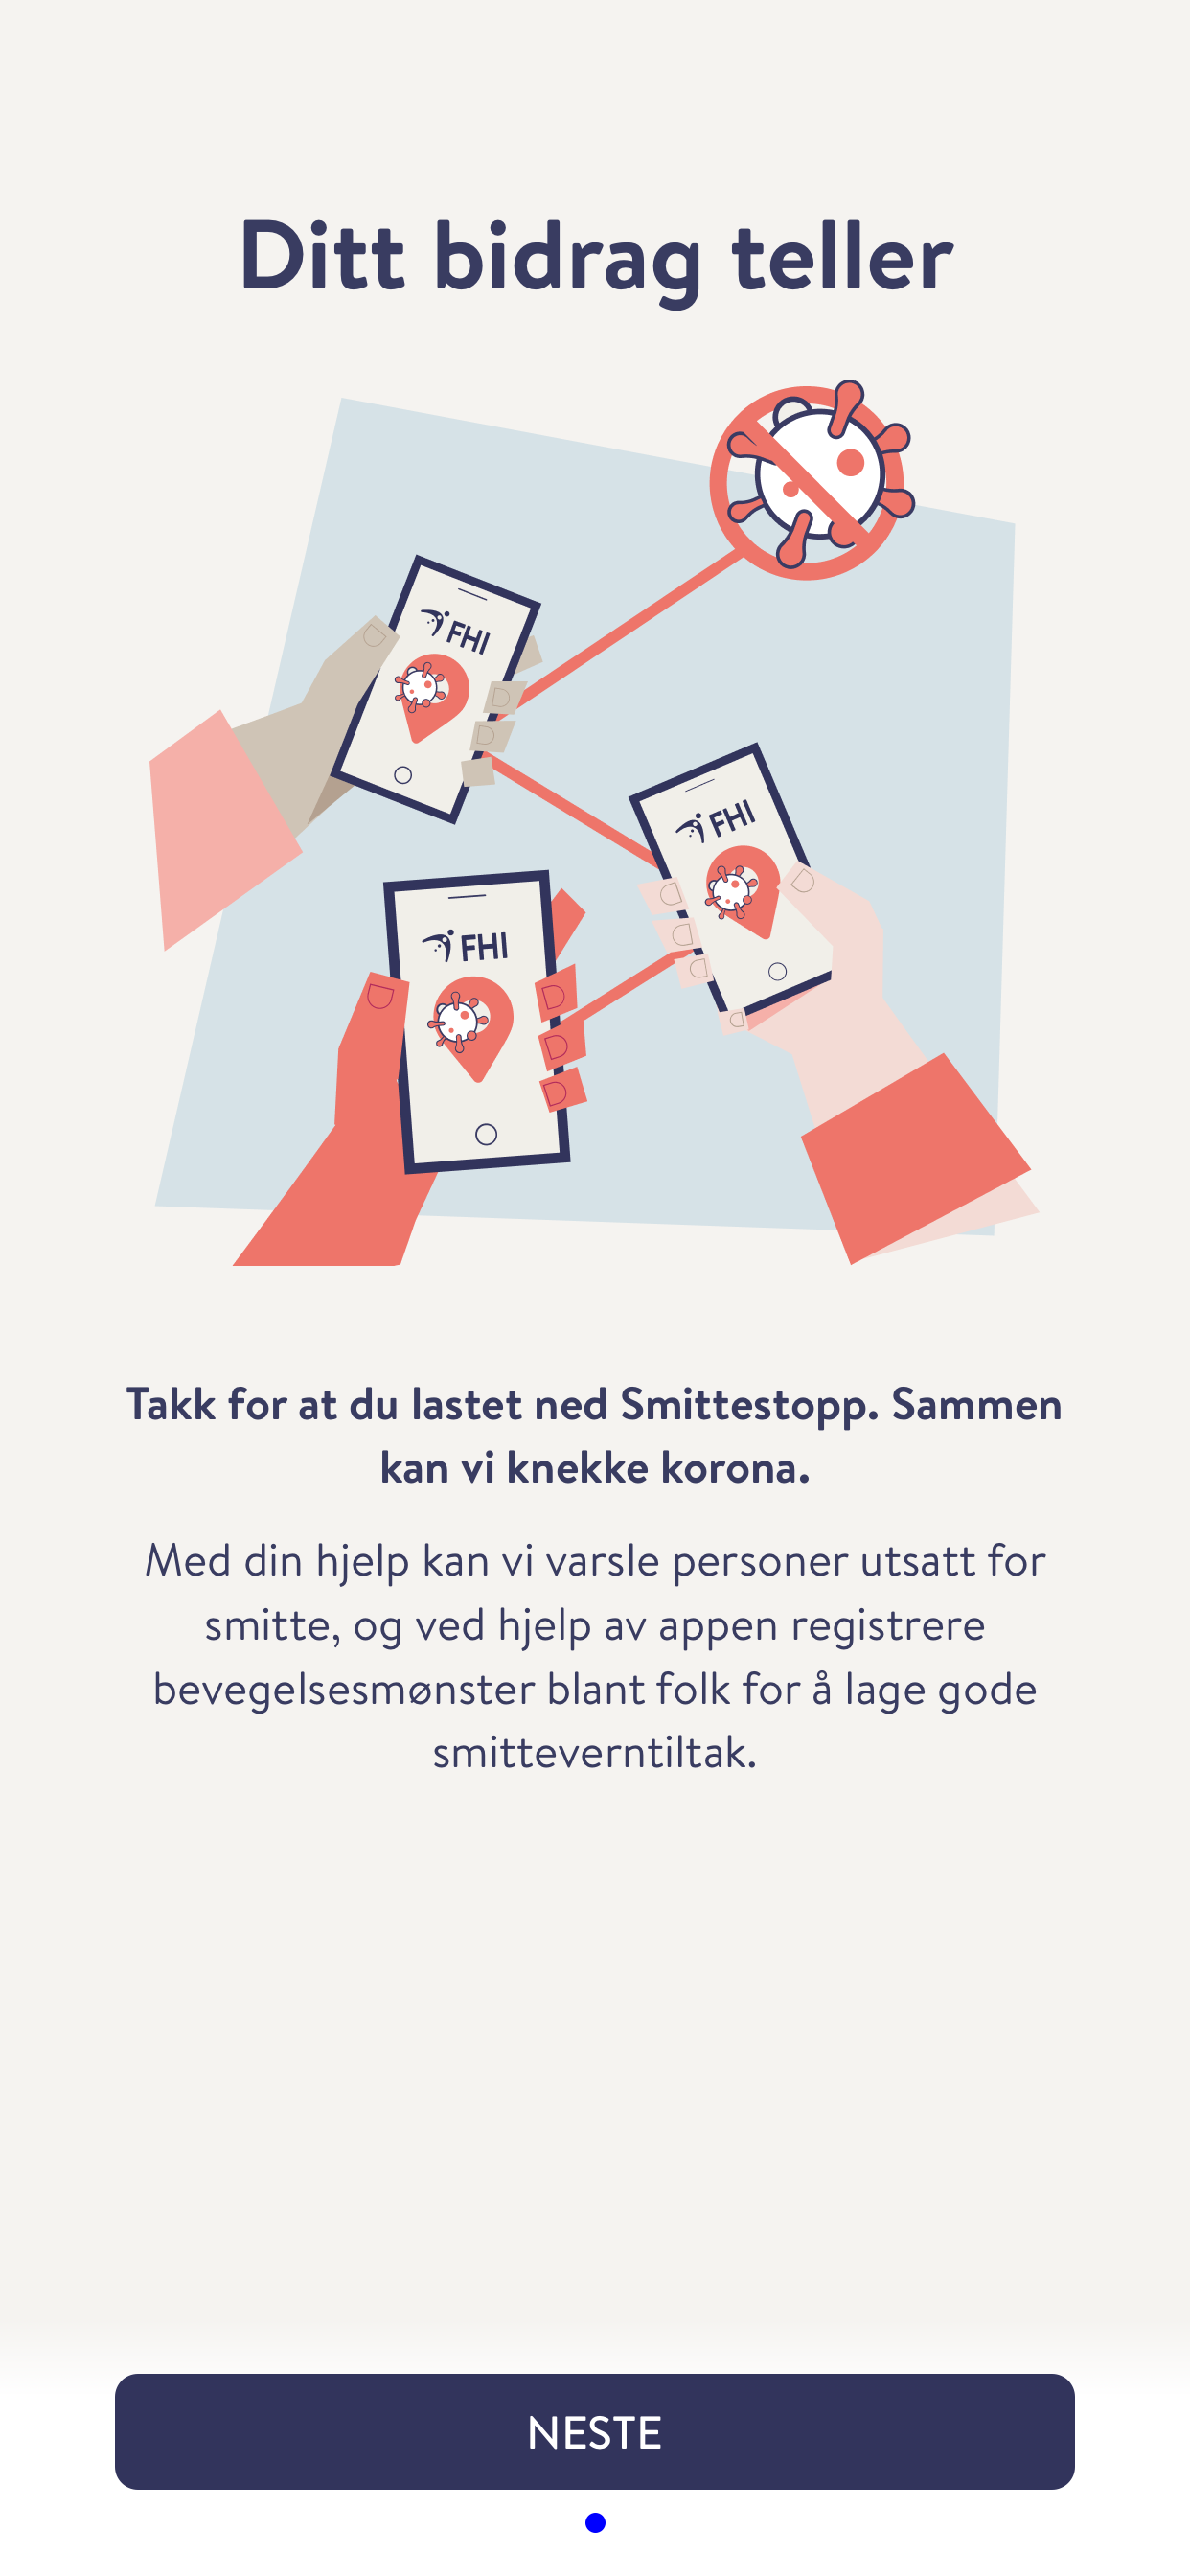 Ditt bidrag teller
FHI
FHI
FHI
Takk for at du lastet ned Smittestopp. Sammen
kan vi knekke korona.
Med din hjelp kan vi varsle personer utsatt for
smitte, og ved hjelp av appen registrere
bevegelsesmønster blant folk for å lage gode
smitteverntiltak.
NESTE